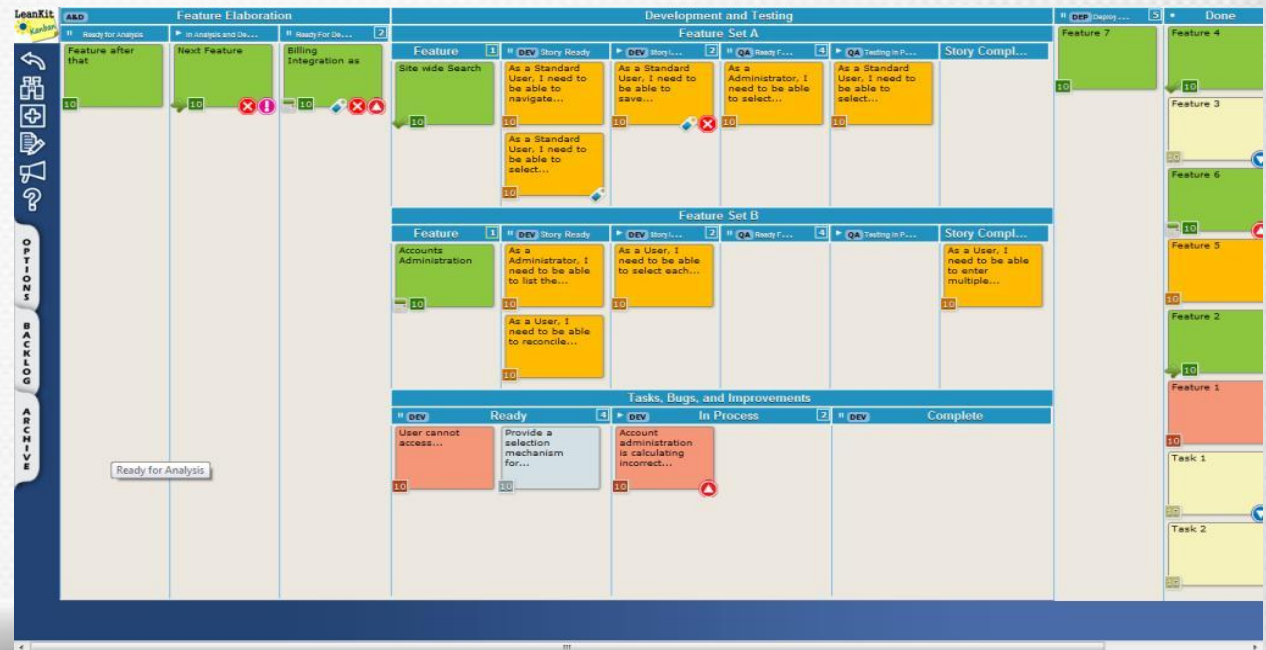 LeanKit
Kanban
A&D Feature Elaboration
Development and Testing
DEP Deploy ... 5
Done
Ready for Analysis
In Analysis and De...
Ready For De... 2
Feature Set A
Feature 1
DEV Story Ready
DEV Story I... 2
QA Ready F... 4
QA Testing in P...
Story Compl...
Feature after
that
10
Next Feature
10
Billing
Integration as
10
Site wide Search
10
As a Standard
User, I need to
be able to
navigate...
10
As a Standard
User, I need to
be able to
save...
10
As a
Administrator, I
need to be able
to select...
10
As a Standard
User, I need to
be able to
select...
10
As a Standard
User, I need to
be able to
select...
10
Feature Set B
Feature 1
DEV Story Ready
DEV Story I... 2
QA Ready F... 4
QA Testing in P...
Story Compl...
Accounts
Administration
10
As a
Administrator, I
need to be able
to list the...
10
As a User, I
need to be able
to select each...
10
As a User, I
need to be able
to enter
multiple...
10
As a User, I
need to be able
to reconcile...
10
Tasks, Bugs, and Improvements
DEV Ready 4
DEV In Process 2
DEV Complete
User cannot
access...
10
Provide a
selection
mechanism
for...
10
Account
administration
is calculating
incorrect...
10
Feature 7
10
Feature 4
10
Feature 3
10
Feature 6
10
Feature 5
10
Feature 2
10
Feature 1
10
Task 1
10
Task 2
10
OPTIONS
BACKLOG
ARCHIVE
Ready for Analysis